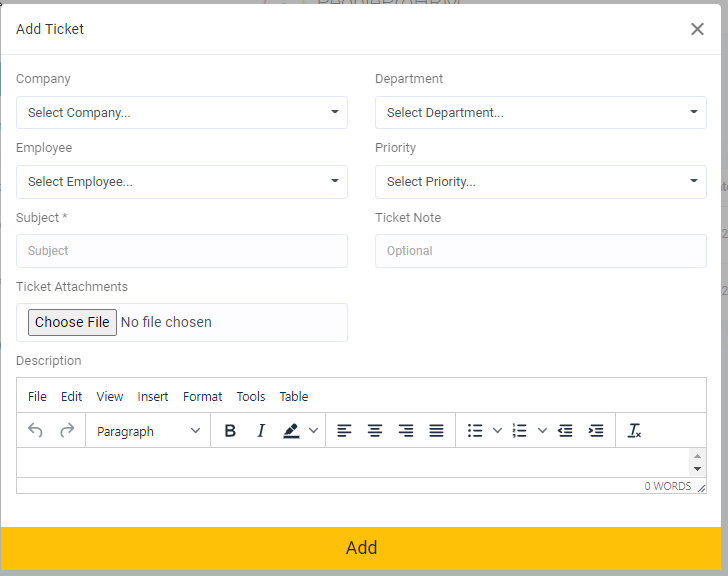 Add Ticket
Company
Department
Select Company...
Select Department...
Employee
Priority
Select Employee...
Select Priority...
Subject *
Ticket Note
Subject
Optional
Ticket Attachments
Choose File No file chosen
Description
File Edit View Insert Format Tools Table
Paragraph B I
0 WORDS
Add